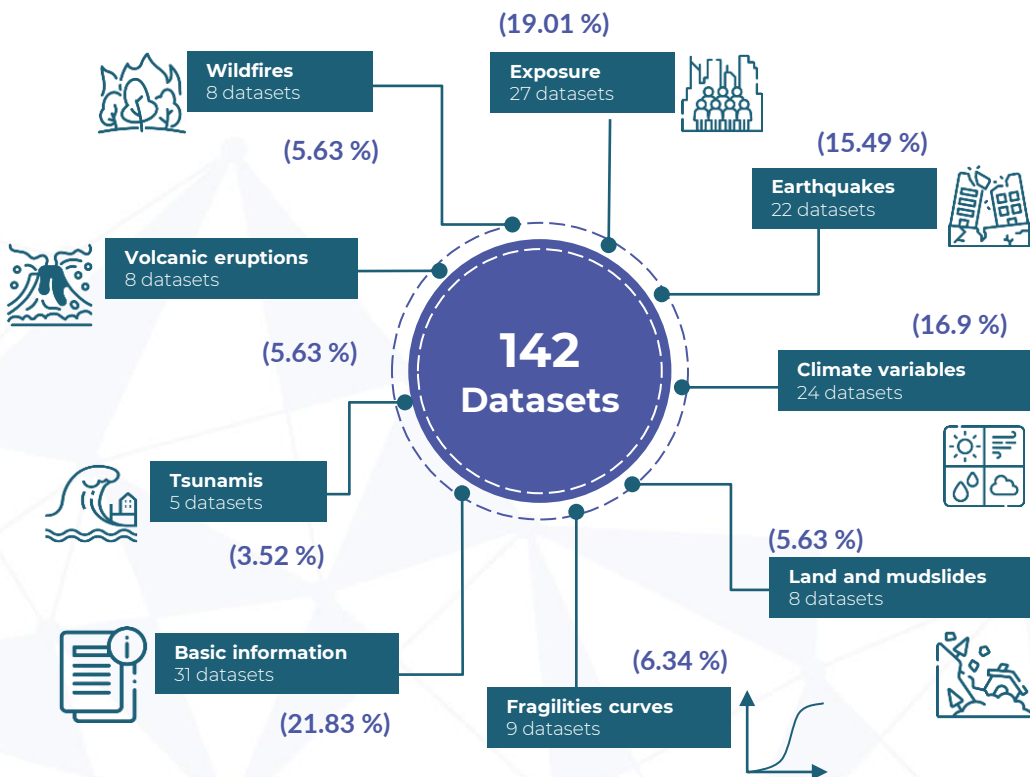 (19.01 %)
Wildfires
8 datasets
(5.63 %)
Exposure
27 datasets
(15.49 %)
Earthquakes
22 datasets
Volcanic eruptions
8 datasets
(5.63 %)
142
Datasets
(16.9 %)
Climate variables
24 datasets
Tsunamis
5 datasets
(3.52 %)
(5.63 %)
Land and mudslides
8 datasets
Basic information
31 datasets
(21.83 %)
(6.34 %)
Fragilities curves
9 datasets
i